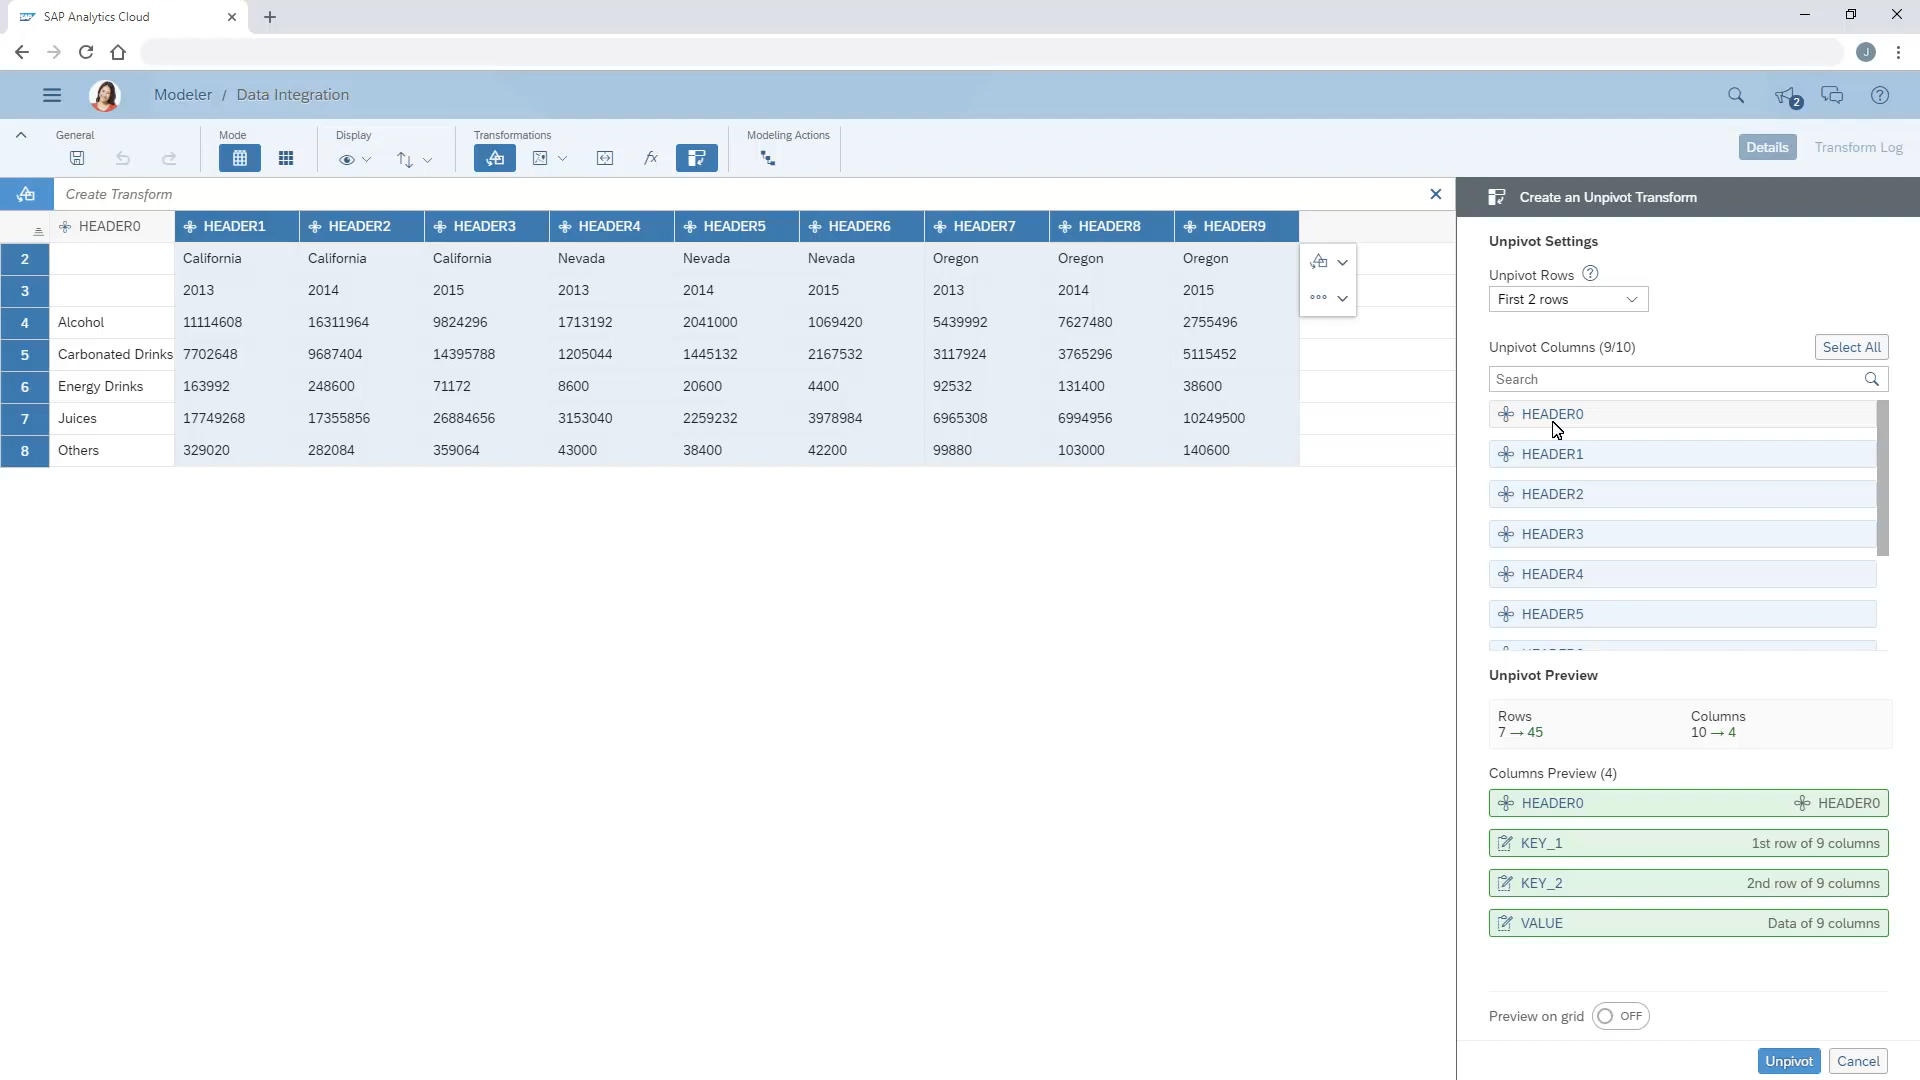 SAP Analytics Cloud
J
Modeler / Data Integration
2
General
Mode
Display
Transformations
Modeling Actions
fx
Details
Transform Log
Create Transform
HEADER0 HEADER1 HEADER2 HEADER3 HEADER4 HEADER5 HEADER6 HEADER7 HEADER8 HEADER9
2 California California California Nevada Nevada Nevada Oregon Oregon Oregon
3 2013 2014 2015 2013 2014 2015 2013 2014 2015
4 Alcohol 11114608 16311964 9824296 1713192 2041000 1069420 5439992 7627480 2755496
5 Carbonated Drinks 7702648 9687404 14395788 1205044 1445132 2167532 3117924 3765296 5115452
6 Energy Drinks 163992 248600 71172 8600 20600 4400 92532 131400 38600
7 Juices 17749268 17355856 26884656 3153040 2259232 3978984 6965308 6994956 10249500
8 Others 329020 282084 359064 43000 38400 42200 99880 103000 140600
Create an Unpivot Transform
Unpivot Settings
Unpivot Rows
First 2 rows
Unpivot Columns (9/10)
Select All
Search
HEADER0
HEADER1
HEADER2
HEADER3
HEADER4
HEADER5
Unpivot Preview
Rows Columns
7 → 45 10 → 4
Columns Preview (4)
HEADER0 HEADER0
KEY_1 1st row of 9 columns
KEY_2 2nd row of 9 columns
VALUE Data of 9 columns
Preview on grid OFF
Unpivot Cancel